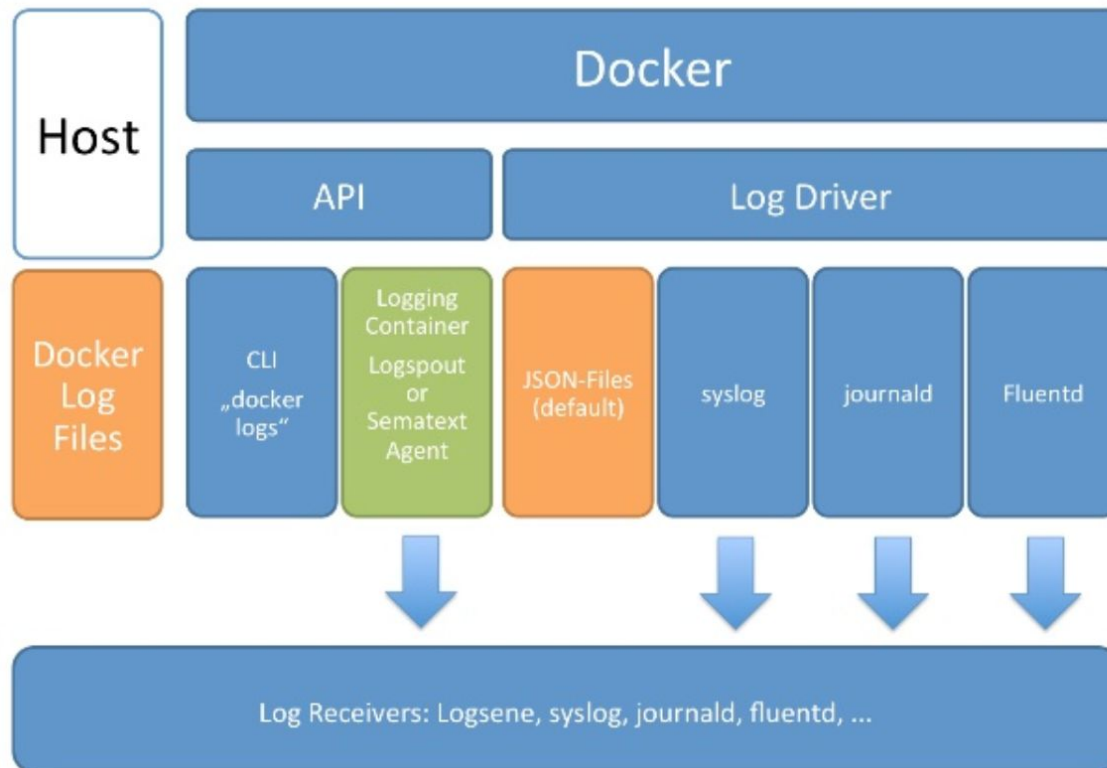 Docker
Host
API
Log Driver
Docker
Log
Files
CLI
„docker
logs“
Logging
Container
Logspout
or
Sematext
Agent
JSON-Files
(default)
syslog
journald
Fluentd
Log Receivers: Logsene, syslog, journald, fluentd, ...